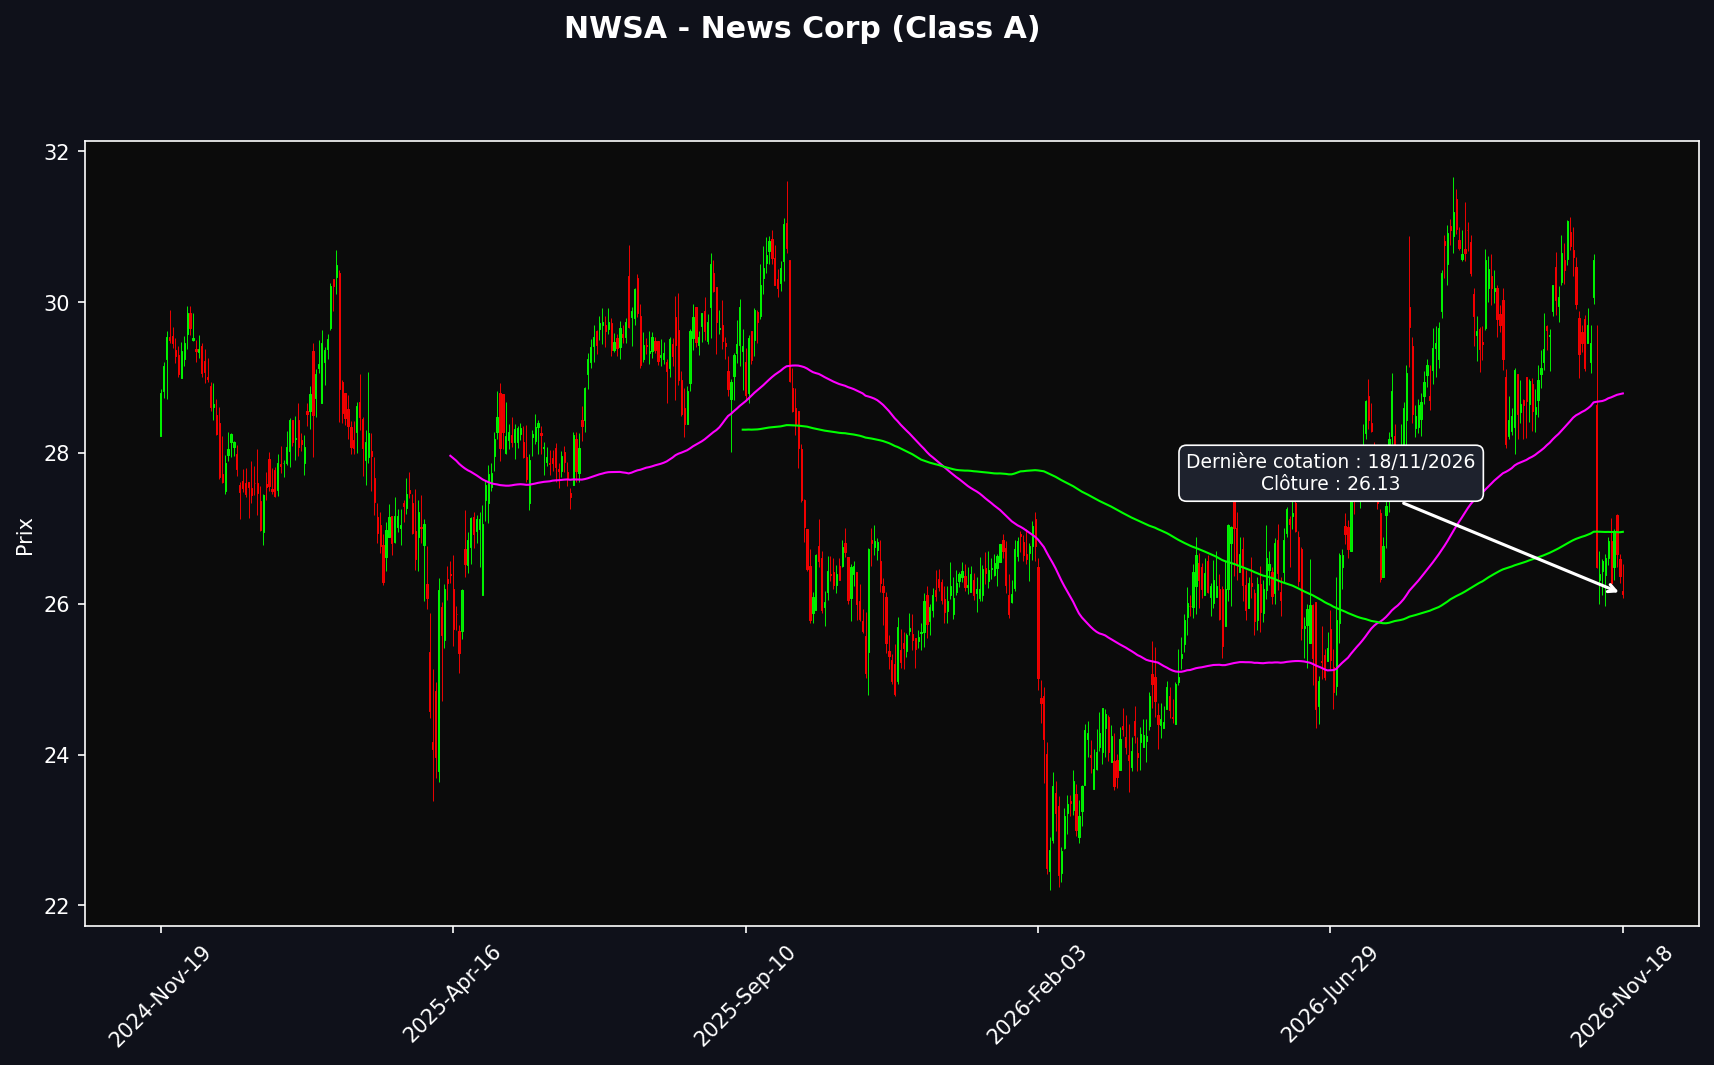 NWSA - News Corp (Class A)
32
30
28
26
24
22
Prix
Dernière cotation : 18/11/2026
Clôture : 26.13
2024-Nov-19
2025-Apr-16
2025-Sep-10
2026-Feb-03
2026-Jun-29
2026-Nov-18